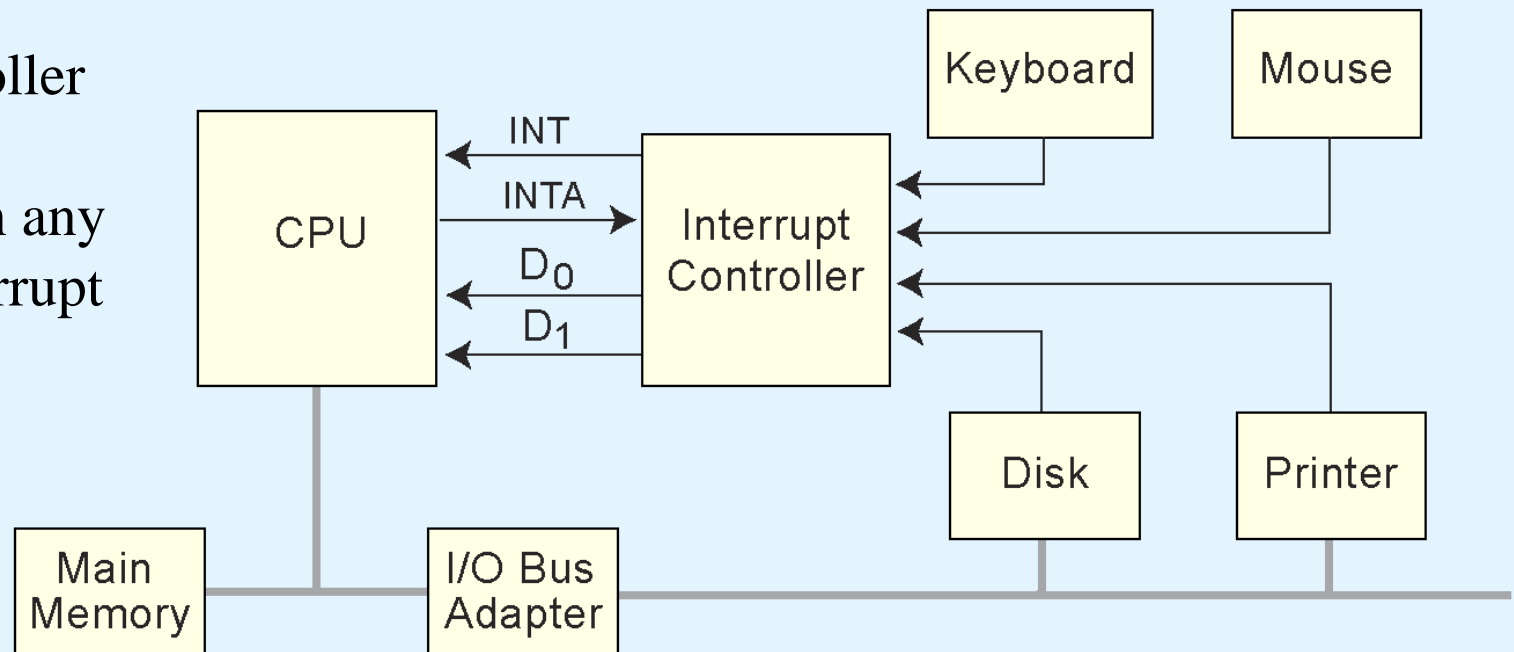 oller
n any
rrupt
CPU
INT
INTA
D0
D1
Interrupt
Controller
Keyboard
Mouse
Disk
Printer
Main
Memory
I/O Bus
Adapter